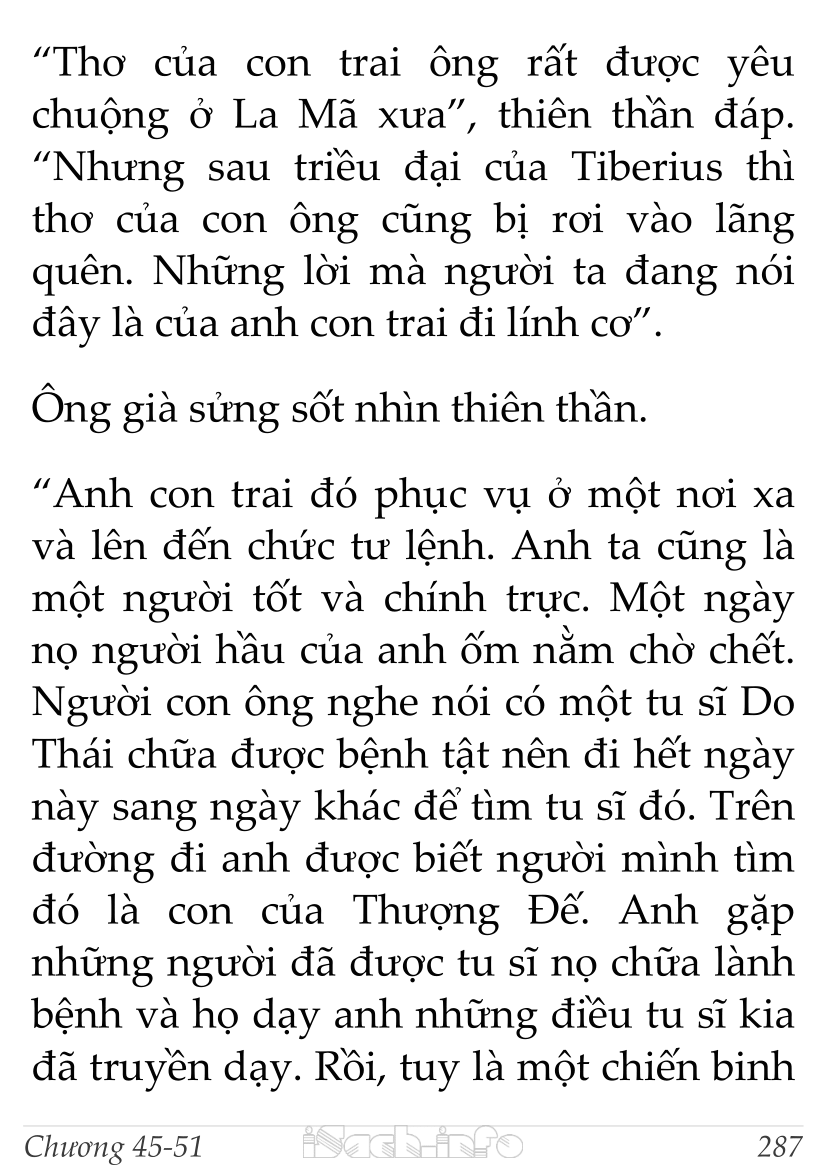 “Thơ của con trai ông rất được yêu
chuộng ở La Mã xưa”, thiên thần đáp.
“Nhưng sau triều đại của Tiberius thì
thơ của con ông cũng bị rơi vào lãng
quên. Những lời mà người ta đang nói
đây là của anh con trai đi lính cơ”.
Ông già sửng sốt nhìn thiên thần.
“Anh con trai đó phục vụ ở một nơi xa
và lên đến chức tư lệnh. Anh ta cũng là
một người tốt và chính trực. Một ngày
nọ người hầu của anh ốm nằm chờ chết.
Người con ông nghe nói có một tu sĩ Do
Thái chữa được bệnh tật nên đi hết ngày
này sang ngày khác để tìm tu sĩ đó. Trên
đường đi anh được biết người mình tìm
đó là con của Thượng Đế. Anh gặp
những người đã được tu sĩ nọ chữa lành
bệnh và họ dạy anh những điều tu sĩ kia
đã truyền dạy. Rồi, tuy là một chiến binh
Chương 45-51 iSach.info 287